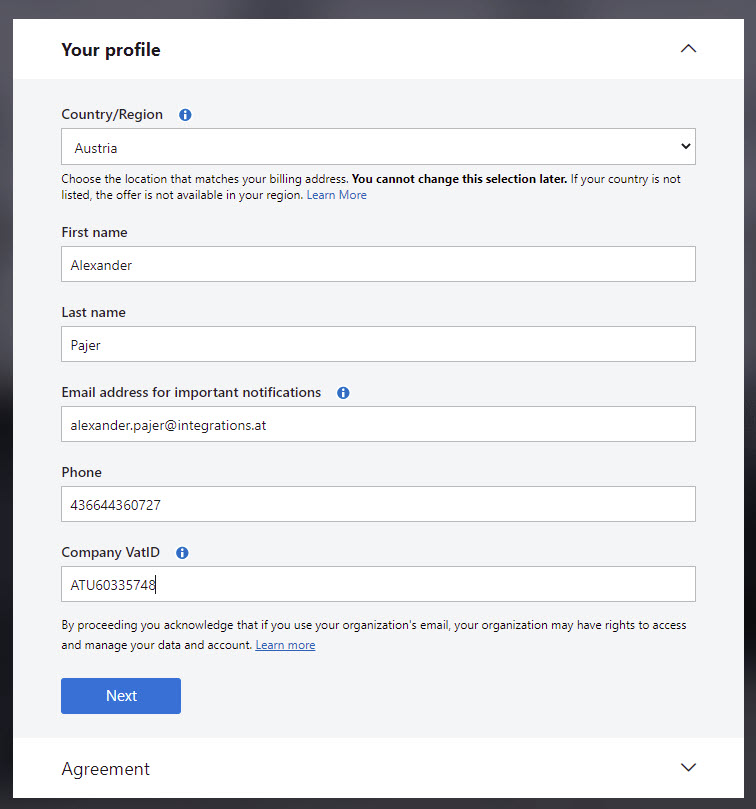 Your profile
Country/Region
Austria
Choose the location that matches your billing address. You cannot change this selection later. If your country is not
listed, the offer is not available in your region. Learn More
First name
Alexander
Last name
Pajer
Email address for important notifications
alexander.pajer@integrations.at
Phone
436644360727
Company VatID
ATU60335748
By proceeding you acknowledge that if you use your organization's email, your organization may have rights to access
and manage your data and account. Learn more
Next
Agreement